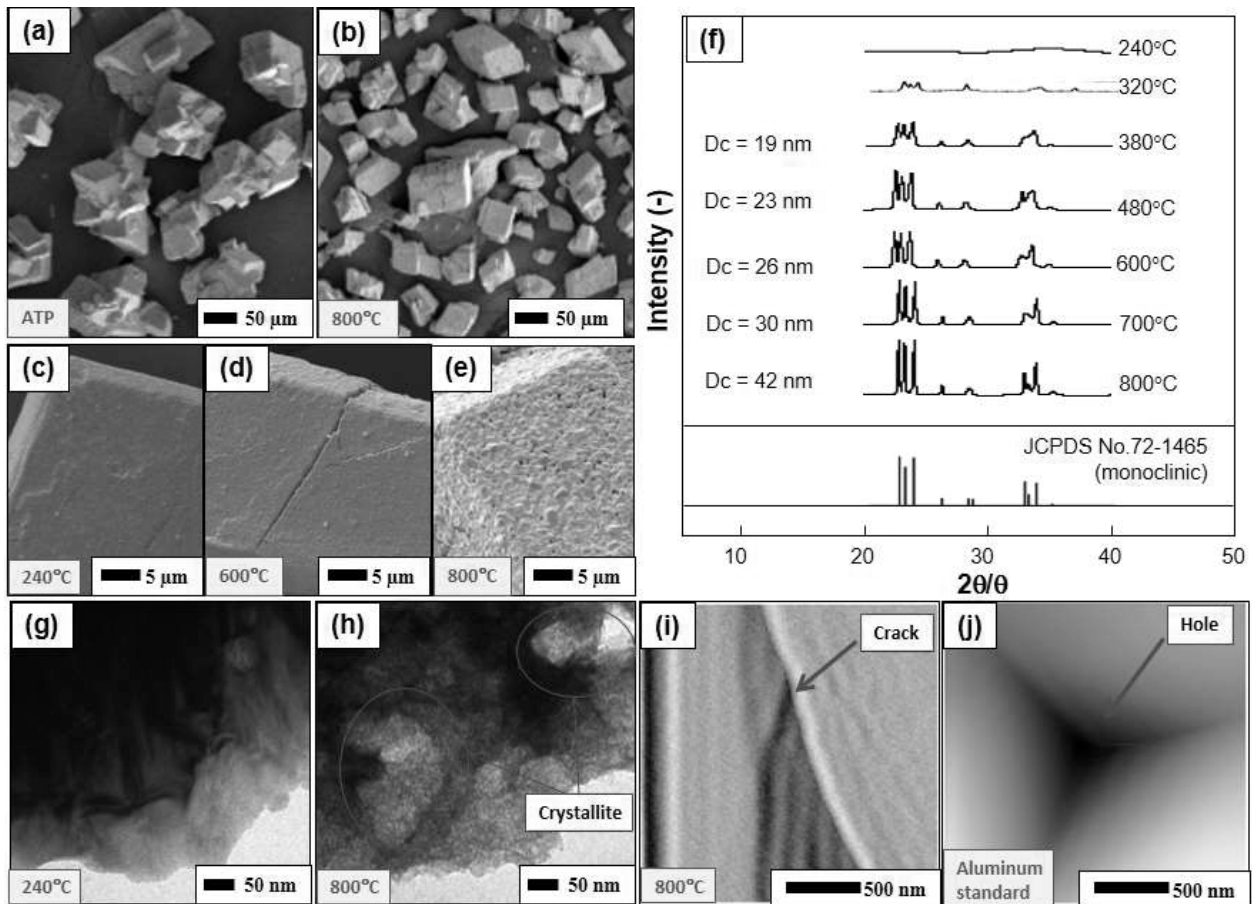 (a)
ATP
50 µm
(b)
800°C
50 µm
(c)
240°C
5 µm
(d)
600°C
5 µm
(e)
800°C
5 µm
(f)
Intensity (-)
240°C
320°C
Dc = 19 nm
380°C
Dc = 23 nm
480°C
Dc = 26 nm
600°C
Dc = 30 nm
700°C
Dc = 42 nm
800°C
JCPDS No.72-1465
(monoclinic)
10 20 30 40 50
2θ/θ
(g)
240°C
50 nm
(h)
Crystallite
800°C
50 nm
(i)
Crack
800°C
500 nm
(j)
Hole
Aluminum
standard
500 nm